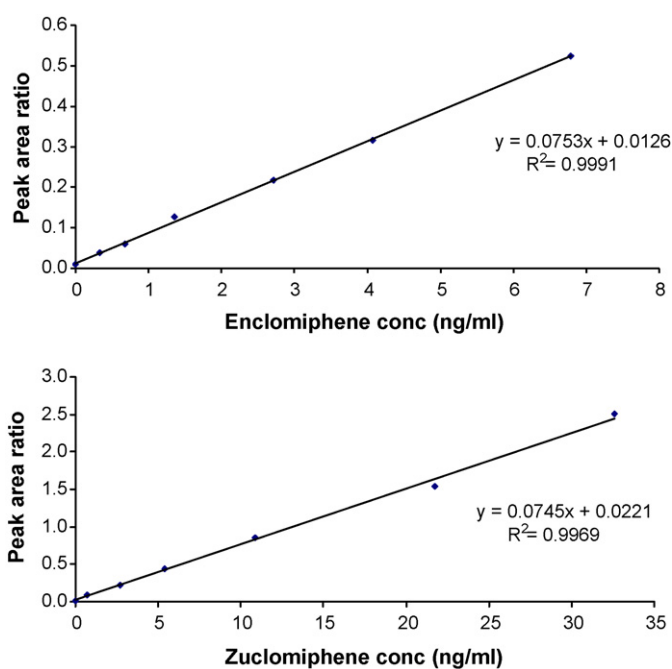 0.6
0.5
0.4
0.3
0.2
0.1
0.0
Peak area ratio
y = 0.0753x + 0.0126
R²= 0.9991
0 1 2 3 4 5 6 7 8
Enclomiphene conc (ng/ml)
3.0
2.5
2.0
1.5
1.0
0.5
0.0
Peak area ratio
y = 0.0745x + 0.0221
R²= 0.9969
0 5 10 15 20 25 30 35
Zuclomiphene conc (ng/ml)